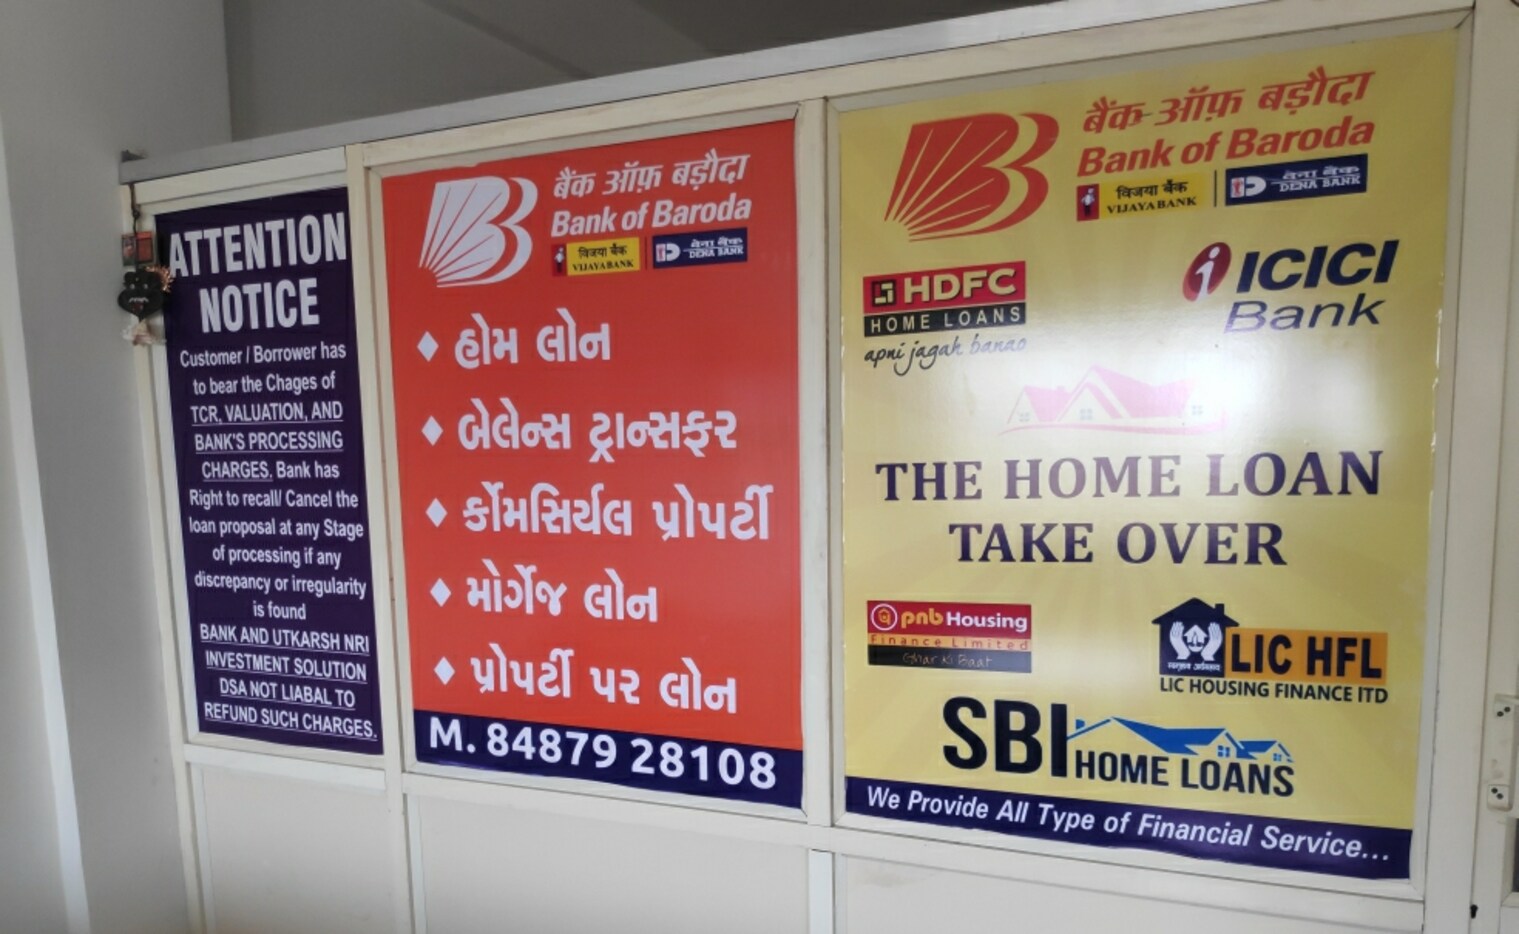 ATTENTION
NOTICE
Customer / Borrower has
to bear the Chages of
TCR, VALUATION, AND
BANK'S PROCESSING
CHARGES. Bank has
Right to recall/ Cancel the
loan proposal at any Stage
of processing if any
discrepancy or irregularity
is found
BANK AND UTKARSH NRI
INVESTMENT SOLUTION
DSA NOT LIABAL TO
REFUND SUCH CHARGES.
बैंक ऑफ़ बड़ौदा
Bank of Baroda
विजया बैंक
VIJAYA BANK
देना बैंक
DENA BANK
હોમ લોન
બેલેન્સ ટ્રાન્સફર
ર્કોમસિર્યલ પ્રોપર્ટી
મોર્ગેજ લોન
પ્રોપર્ટી પર લોન
M. 84879 28108
बैंक ऑफ़ बड़ौदा
Bank of Baroda
विजया बैंक
VIJAYA BANK
देना बैंक
DENA BANK
HDFC
HOME LOANS
apni jagah banao
ICICI
Bank
THE HOME LOAN
TAKE OVER
pnb Housing
Finance Limited
Ghar Ki Baat
LIC HFL
LIC HOUSING FINANCE lTD
SBI
HOME LOANS
We Provide All Type of Financial Service...